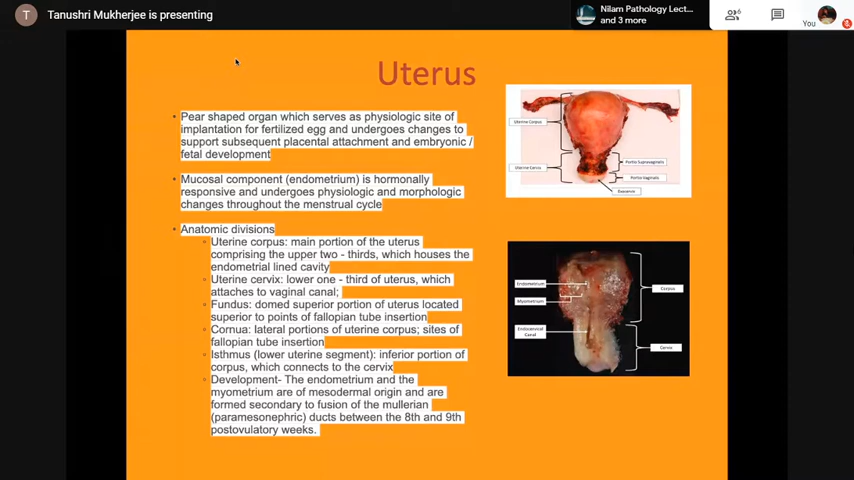 T
Tanushri Mukherjee is presenting
Nilam Pathology Lect...
and 3 more
6
You
Uterus
Pear shaped organ which serves as physiologic site of
implantation for fertilized egg and undergoes changes to
support subsequent placental attachment and embryonic /
fetal development
Mucosal component (endometrium) is hormonally
responsive and undergoes physiologic and morphologic
changes throughout the menstrual cycle
Anatomic divisions
Uterine corpus: main portion of the uterus
comprising the upper two - thirds, which houses the
endometrial lined cavity
Uterine cervix: lower one - third of uterus, which
attaches to vaginal canal;
Fundus: domed superior portion of uterus located
superior to points of fallopian tube insertion
Cornua: lateral portions of uterine corpus; sites of
fallopian tube insertion
Isthmus (lower uterine segment): inferior portion of
corpus, which connects to the cervix
Development- The endometrium and the
myometrium are of mesodermal origin and are
formed secondary to fusion of the mullerian
(paramesonephric) ducts between the 8th and 9th
postovulatory weeks.
Uterine Corpus
Uterine Cervix
Portio Supravaginalis
Portio Vaginalis
Exocervix
Endometrium
Myometrium
Endocervical
Canal
Corpus
Cervix